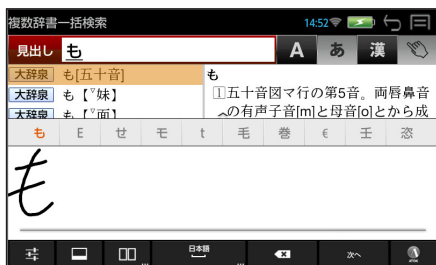 複数辞書一括検索 14:52
見出し も A あ 漢
大辞泉 も[五十音]
大辞泉 も【▽妹】
大辞泉 も【▽面】
も
1五十音図マ行の第5音。両唇鼻音
の有声子音[m]と母音[o]とから成
も E せ モ t 毛 巻 € 王 恣
も
日本語 次へ